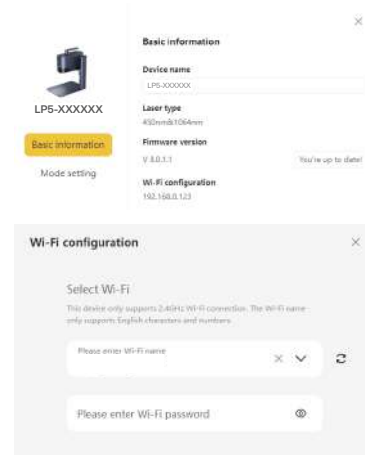 Basic information
Device name
LP5-XXXXXX
LP5-XXXXXX
Laser type
450nm&1064nm
Basic information
Firmware version
V 8.0.1.1 You're up to date!
Mode setting
Wi-Fi configuration
192.168.0.123
Wi-Fi configuration
Select Wi-Fi
This device only supports 2.4GHz Wi-Fi connection. The Wi-Fi name
only supports English characters and numbers
Please enter Wi-Fi name
Please enter Wi-Fi password